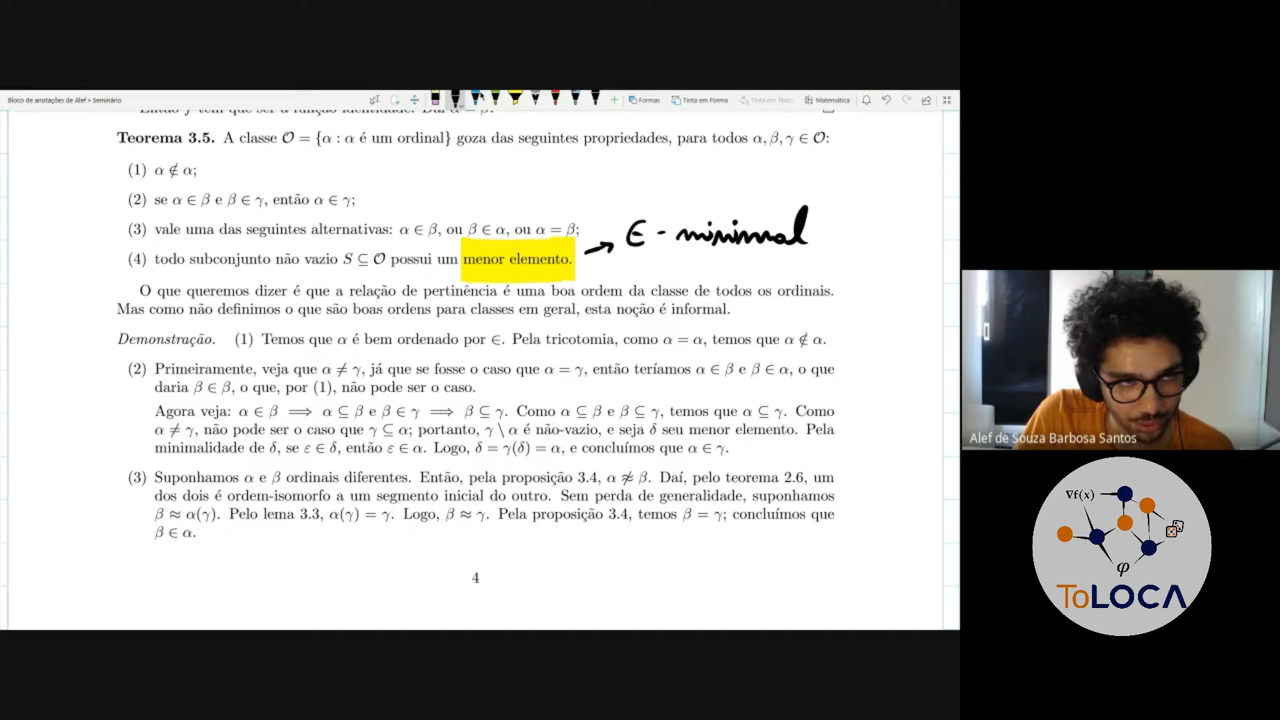 Bloco de anotações de Alef » Seminário
Formas
Tinta em Forma
Tinta em Texto
Matemática
Teorema 3.5. A classe 𝒪 = {α : α é um ordinal} goza das seguintes propriedades, para todos α, β, γ ∈ 𝒪:
(1) α ∉ α;
(2) se α ∈ β e β ∈ γ, então α ∈ γ;
(3) vale uma das seguintes alternativas: α ∈ β, ou β ∈ α, ou α = β;
(4) todo subconjunto não vazio S ⊆ 𝒪 possui um menor elemento.
→ ∈ - minimal
O que queremos dizer é que a relação de pertinência é uma boa ordem da classe de todos os ordinais.
Mas como não definimos o que são boas ordens para classes em geral, esta noção é informal.
Demonstração. (1) Temos que α é bem ordenado por ∈. Pela tricotomia, como α = α, temos que α ∉ α.
(2) Primeiramente, veja que α ≠ γ, já que se fosse o caso que α = γ, então teríamos α ∈ β e β ∈ α, o que
daria β ∈ β, o que, por (1), não pode ser o caso.
Agora veja: α ∈ β ⟹ α ⊆ β e β ∈ γ ⟹ β ⊆ γ. Como α ⊆ β e β ⊆ γ, temos que α ⊆ γ. Como
α ≠ γ, não pode ser o caso que γ ⊆ α; portanto, γ \ α é não-vazio, e seja δ seu menor elemento. Pela
minimalidade de δ, se ε ∈ δ, então ε ∈ α. Logo, δ = γ(δ) = α, e concluímos que α ∈ γ.
(3) Suponhamos α e β ordinais diferentes. Então, pela proposição 3.4, α ≉ β. Daí, pelo teorema 2.6, um
dos dois é ordem-isomorfo a um segmento inicial do outro. Sem perda de generalidade, suponhamos
β ≈ α(γ). Pelo lema 3.3, α(γ) = γ. Logo, β ≈ γ. Pela proposição 3.4, temos β = γ; concluímos que
β ∈ α.
4
Alef de Souza Barbosa Santos
∇f(x)
φ
ToLOCA